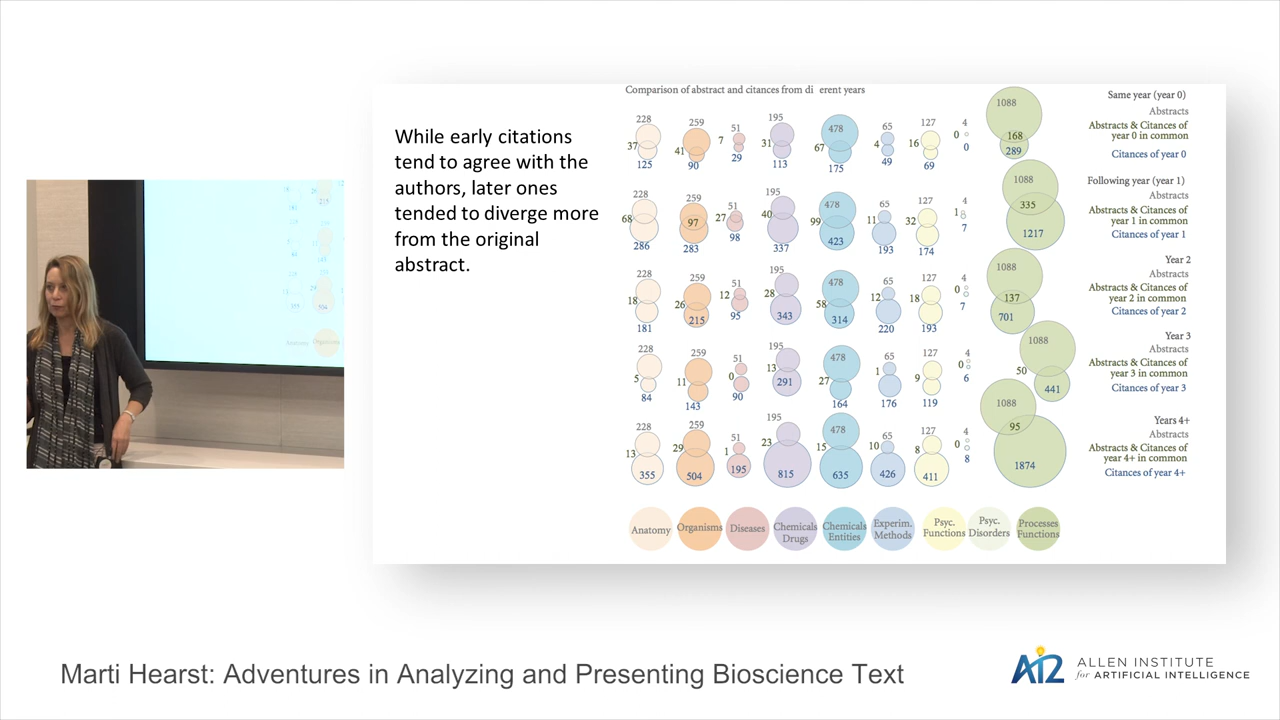 While early citations
tend to agree with the
authors, later ones
tended to diverge more
from the original
abstract.
Comparison of abstract and citances from di erent years
228 259 51 195 478 127 4 1088 Same year (year 0)
65
Abstracts
37 41 7 31 67 4 16 0 168 Abstracts & Citances of
year 0 in common
125 90 29 113 175 49 69 0 289 Citances of year 0
228 259 51 195 478 65 127 4 1088 Following year (year 1)
Abstracts
68 97 27 40 99 11 32 1 335 Abstracts & Citances of
year 1 in common
286 283 98 337 423 193 174 7 1217 Citances of year 1
228 259 51 195 478 65 127 4 1088 Year 2
Abstracts
18 26 12 28 58 12 18 0 137 Abstracts & Citances of
year 2 in common
181 215 95 343 314 220 193 7 701 Citances of year 2
228 259 51 195 478 65 127 4 1088 Year 3
Abstracts
5 11 0 13 27 1 9 0 50 Abstracts & Citances of
year 3 in common
84 143 90 291 164 176 119 6 441 Citances of year 3
228 259 51 195 478 65 127 4 1088 Years 4+
Abstracts
13 29 1 23 15 10 8 0 95 Abstracts & Citances of
year 4+ in common
355 504 195 815 635 426 411 8 1874 Citances of year 4+
Anatomy
Organisms
Diseases
Chemicals
Drugs
Chemicals
Entities
Experim.
Methods
Psyc.
Functions
Psyc.
Disorders
Processes
Functions
Marti Hearst: Adventures in Analyzing and Presenting Bioscience Text
AI2
ALLEN INSTITUTE
for ARTIFICIAL INTELLIGENCE